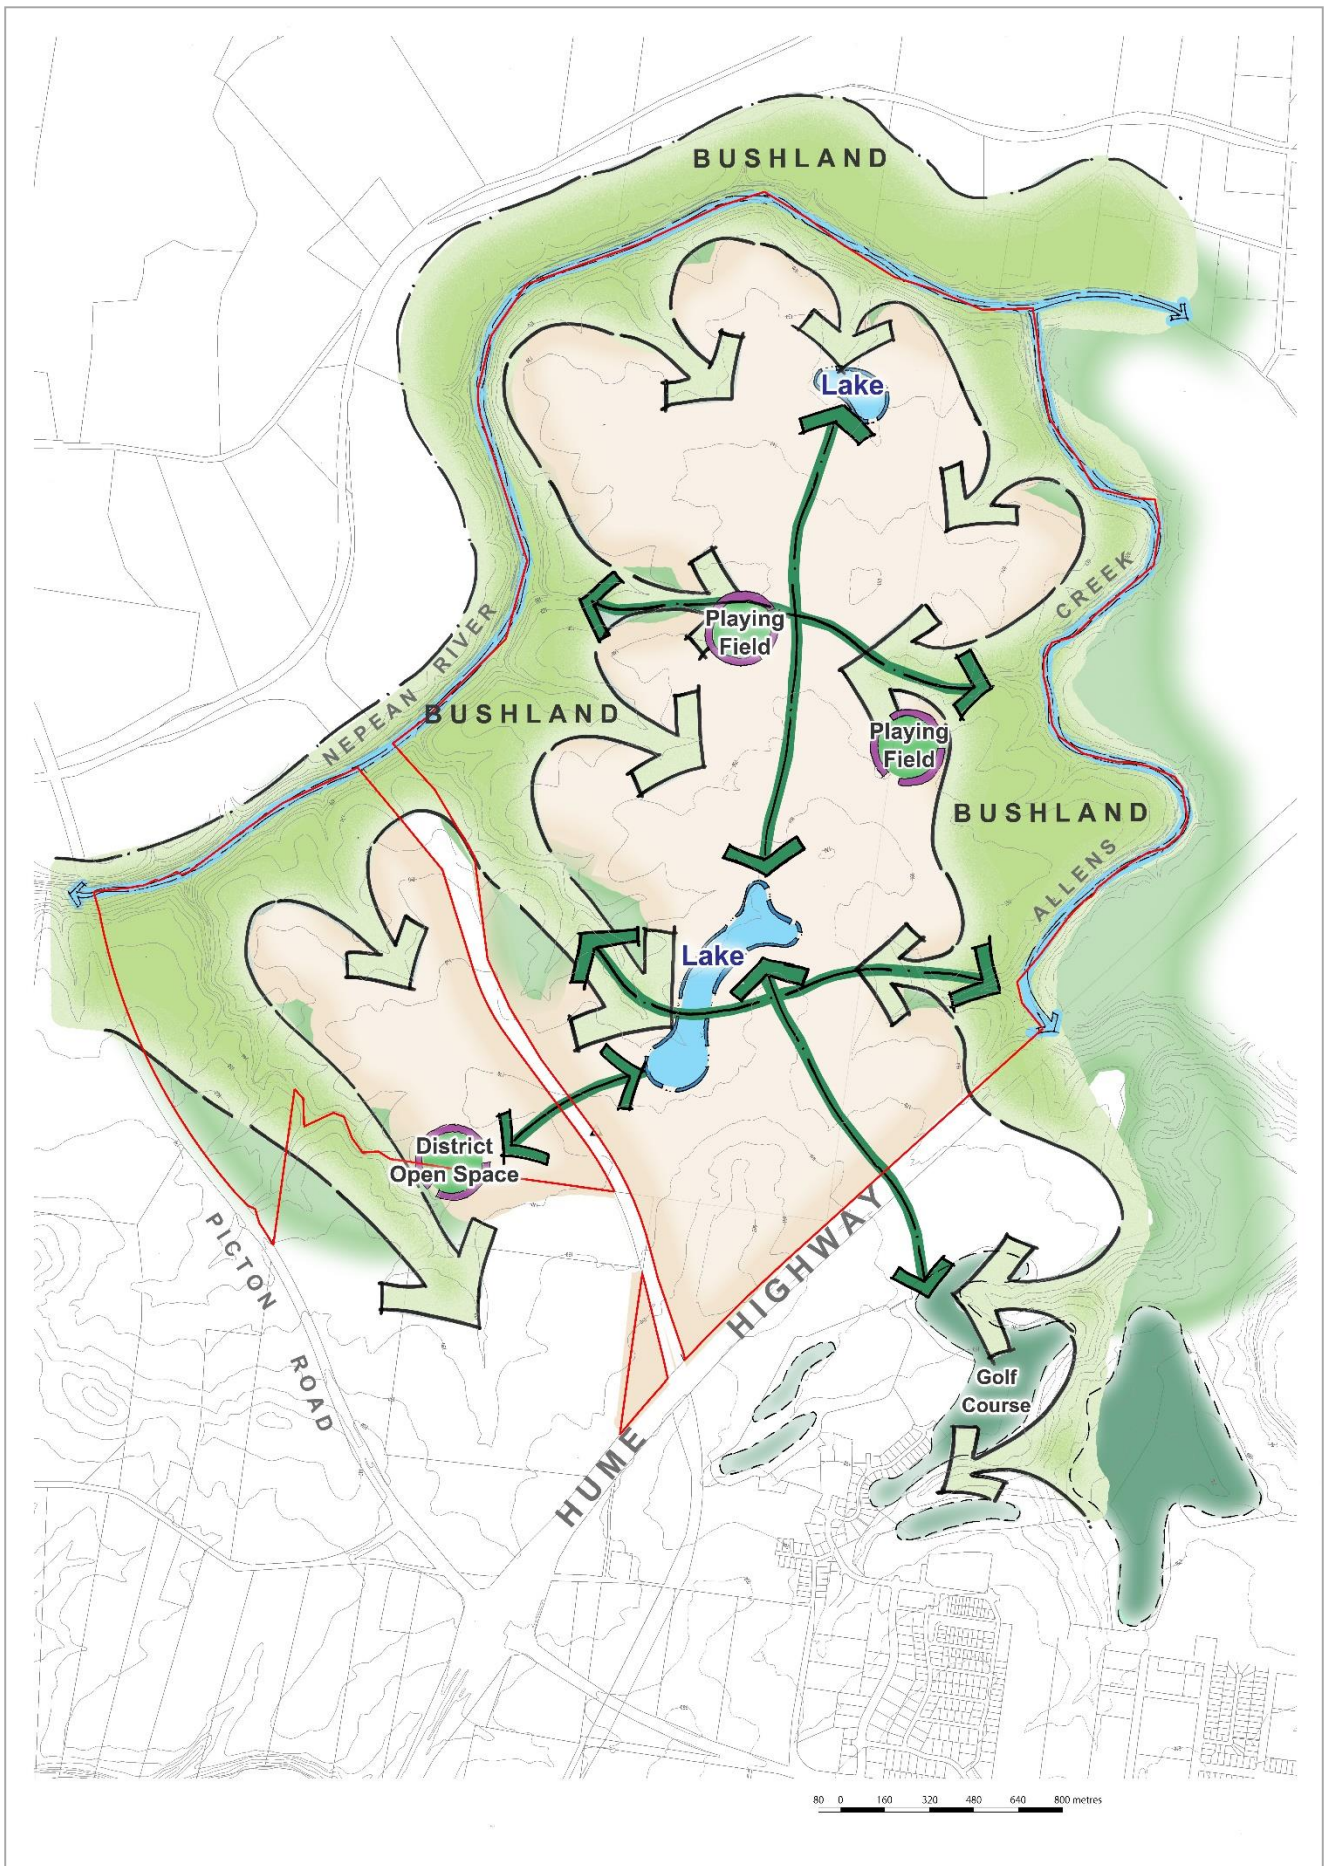 BUSHLAND
Lake
CREEK
Playing
Field
NEPEAN RIVER
BUSHLAND
Playing
Field
BUSHLAND
ALLENS
Lake
District
Open Space
PICTON ROAD
HUME HIGHWAY
Golf
Course
80 0 160 320 480 640 800 metres